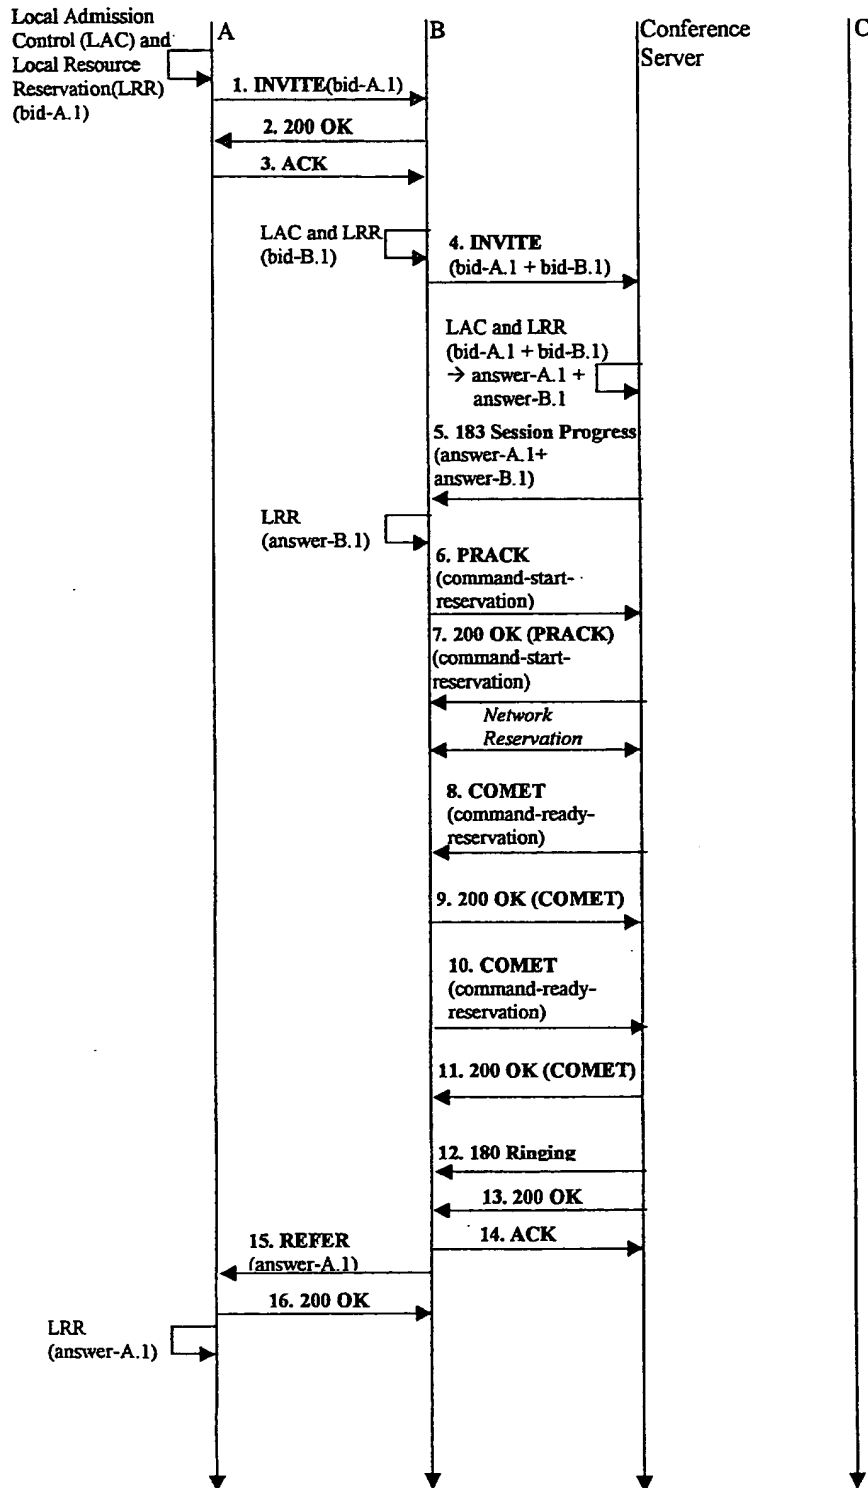 Local Admission
Control (LAC) and
Local Resource
Reservation(LRR)
(bid-A.1)
A
B
Conference
Server
C
1. INVITE(bid-A.1)
2. 200 OK
3. ACK
LAC and LRR
(bid-B.1)
4. INVITE
(bid-A.1 + bid-B.1)
LAC and LRR
(bid-A.1 + bid-B.1)
→ answer-A.1 +
answer-B.1
5. 183 Session Progress
(answer-A.1+
answer-B.1)
LRR
(answer-B.1)
6. PRACK
(command-start-
reservation)
7. 200 OK (PRACK)
(command-start-
reservation)
Network
Reservation
8. COMET
(command-ready-
reservation)
9. 200 OK (COMET)
10. COMET
(command-ready-
reservation)
11. 200 OK (COMET)
12. 180 Ringing
13. 200 OK
14. ACK
15. REFER
(answer-A.1)
16. 200 OK
LRR
(answer-A.1)